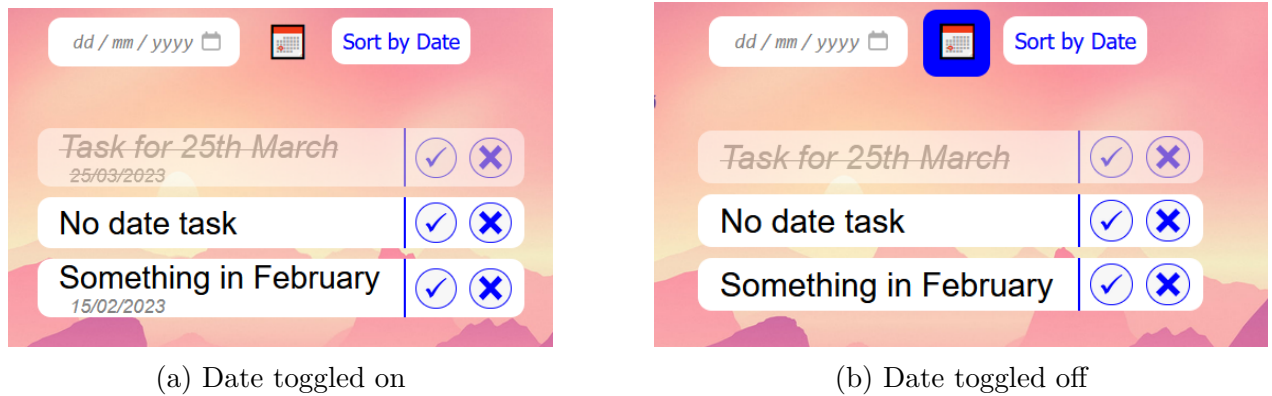 dd / mm / yyyy Sort by Date
Task for 25th March
25/03/2023
No date task
Something in February
15/02/2023
(a) Date toggled on
dd / mm / yyyy Sort by Date
Task for 25th March
No date task
Something in February
(b) Date toggled off